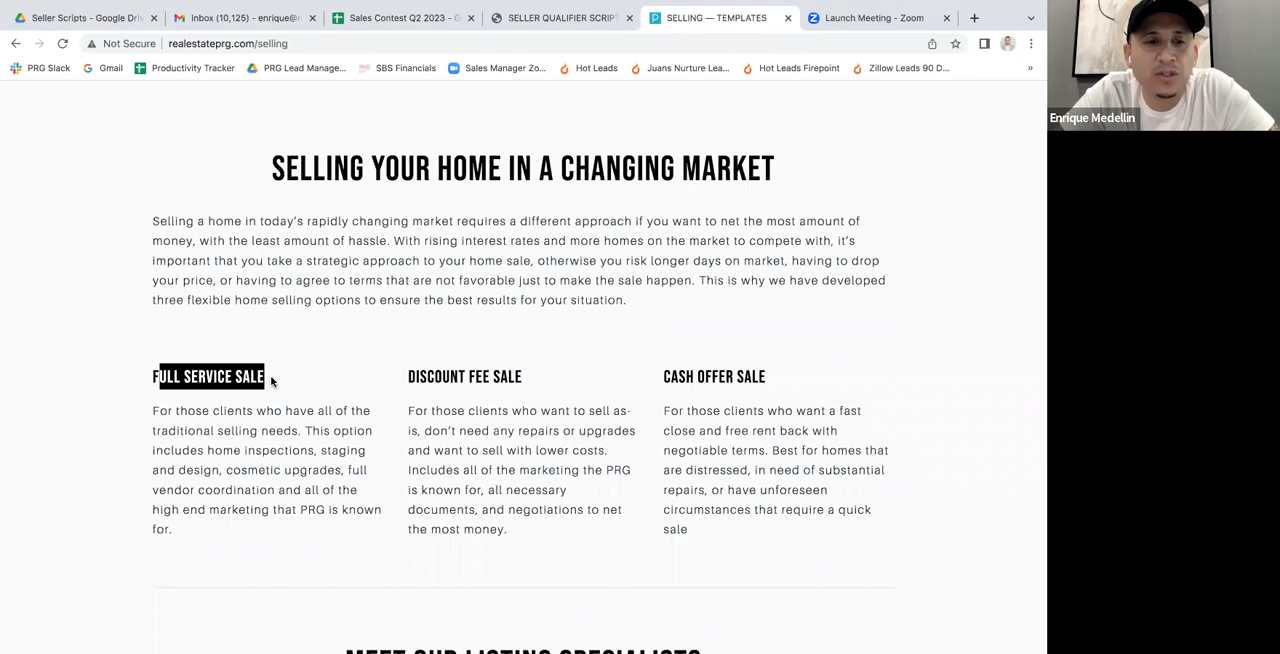 Seller Scripts - Google Dri
Inbox (10,125) - enrique@r
Sales Contest Q2 2023 - G
SELLER QUALIFIER SCRIPT
SELLING — TEMPLATES
Launch Meeting - Zoom
Not Secure
realestateprg.com/selling
PRG Slack
Gmail
Productivity Tracker
PRG Lead Manage...
SBS Financials
Sales Manager Zo...
Hot Leads
Juans Nurture Lea...
Hot Leads Firepoint
Zillow Leads 90 D...
»
Enrique Medellin
SELLING YOUR HOME IN A CHANGING MARKET
Selling a home in today's rapidly changing market requires a different approach if you want to net the most amount of
money, with the least amount of hassle. With rising interest rates and more homes on the market to compete with, it's
important that you take a strategic approach to your home sale, otherwise you risk longer days on market, having to drop
your price, or having to agree to terms that are not favorable just to make the sale happen. This is why we have developed
three flexible home selling options to ensure the best results for your situation.
FULL SERVICE SALE
For those clients who have all of the
traditional selling needs. This option
includes home inspections, staging
and design, cosmetic upgrades, full
vendor coordination and all of the
high end marketing that PRG is known
for.
DISCOUNT FEE SALE
For those clients who want to sell as-
is, don't need any repairs or upgrades
and want to sell with lower costs.
Includes all of the marketing the PRG
is known for, all necessary
documents, and negotiations to net
the most money.
CASH OFFER SALE
For those clients who want a fast
close and free rent back with
negotiable terms. Best for homes that
are distressed, in need of substantial
repairs, or have unforeseen
circumstances that require a quick
sale
MEET OUR LISTING SPECIALISTS